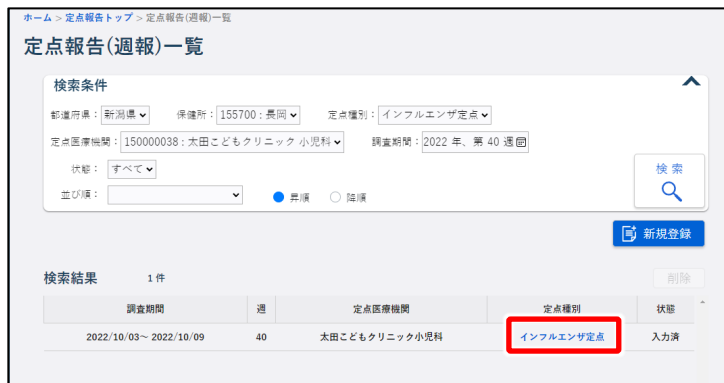 ホーム > 定点報告トップ > 定点報告(週報)一覧
定点報告(週報)一覧
検索条件
都道府県：新潟県 保健所：155700：長岡 定点種別：インフルエンザ定点
定点医療機関：150000038：太田こどもクリニック 小児科 調査期間：2022 年、第 40 週
状態：すべて
検索
並び順： 昇順 降順
新規登録
検索結果 1件
削除
調査期間 週 定点医療機関 定点種別 状態
2022/10/03～2022/10/09 40 太田こどもクリニック小児科 インフルエンザ定点 入力済